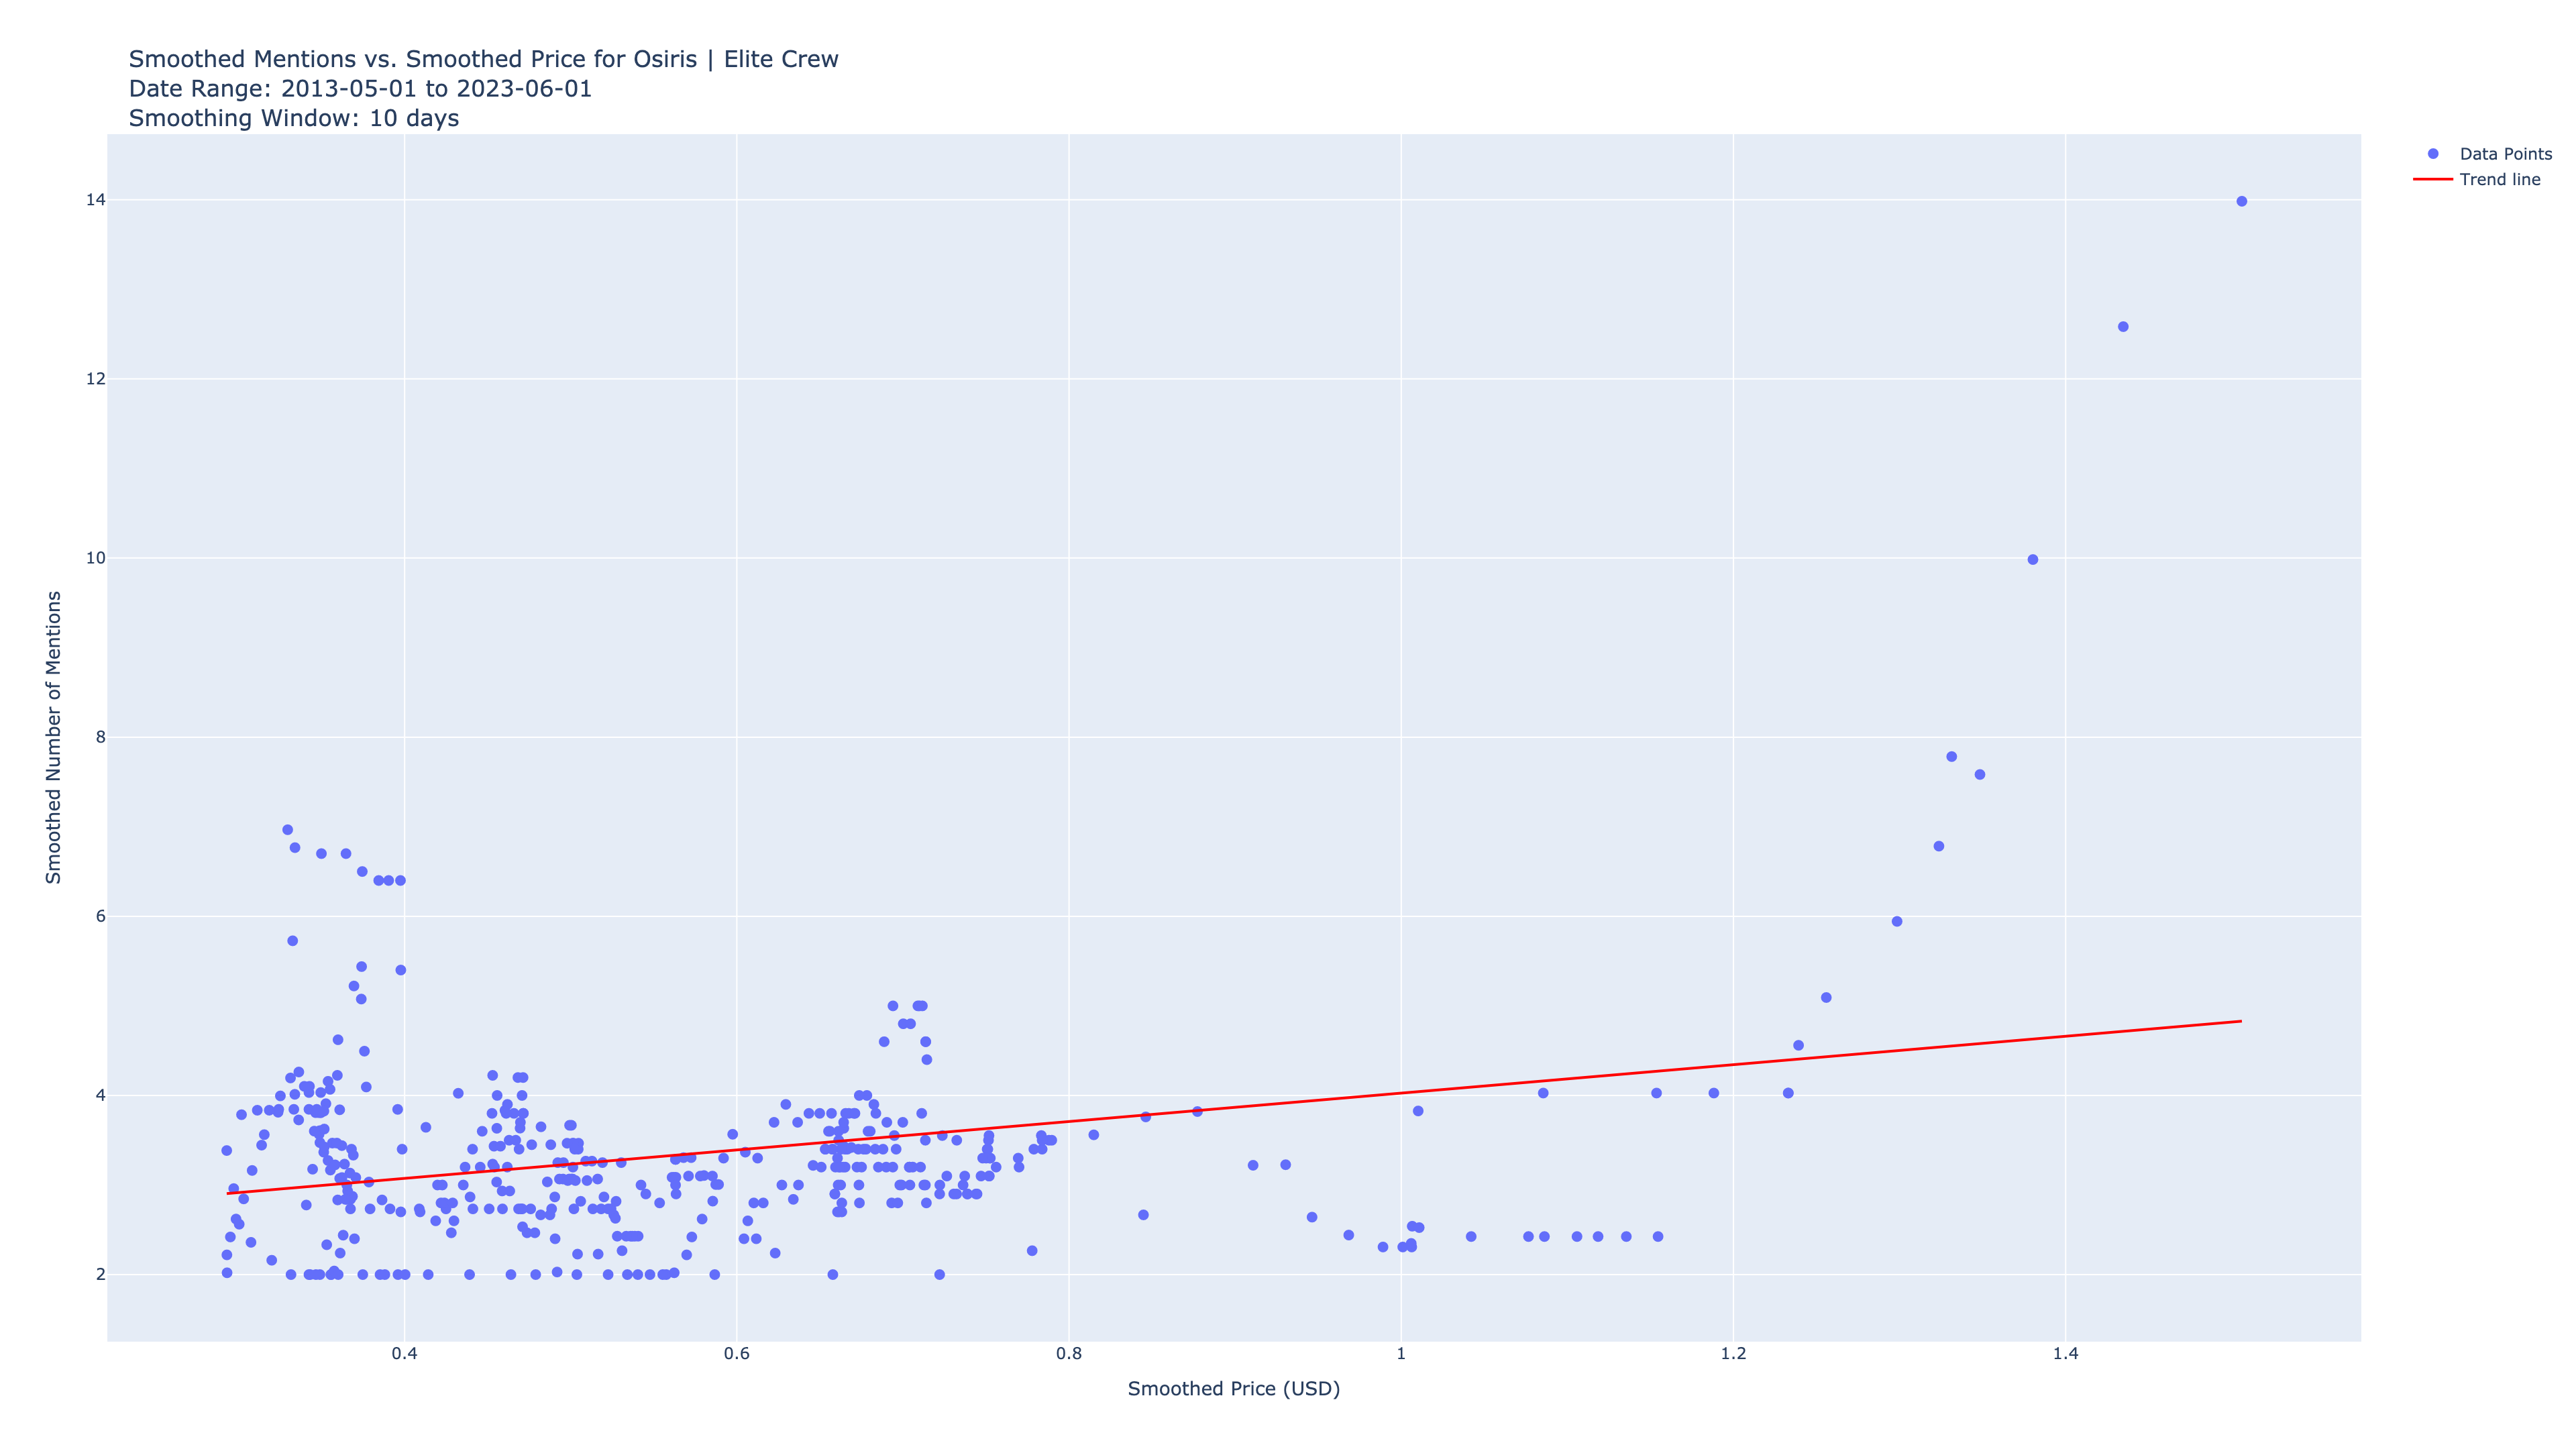 Smoothed Mentions vs. Smoothed Price for Osiris | Elite Crew
Date Range: 2013-05-01 to 2023-06-01
Smoothing Window: 10 days
Data Points
Trend line
Smoothed Number of Mentions
14
12
10
8
6
4
2
0.4
0.6
0.8
1
1.2
1.4
Smoothed Price (USD)